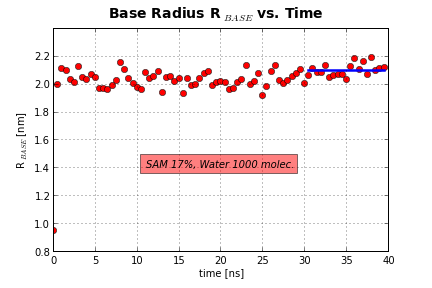 Base Radius R BASE vs. Time
R BASE [nm]
2.2
2.0
1.8
1.6
1.4
1.2
1.0
0.8
SAM 17%, Water 1000 molec.
0 5 10 15 20 25 30 35 40
time [ns]